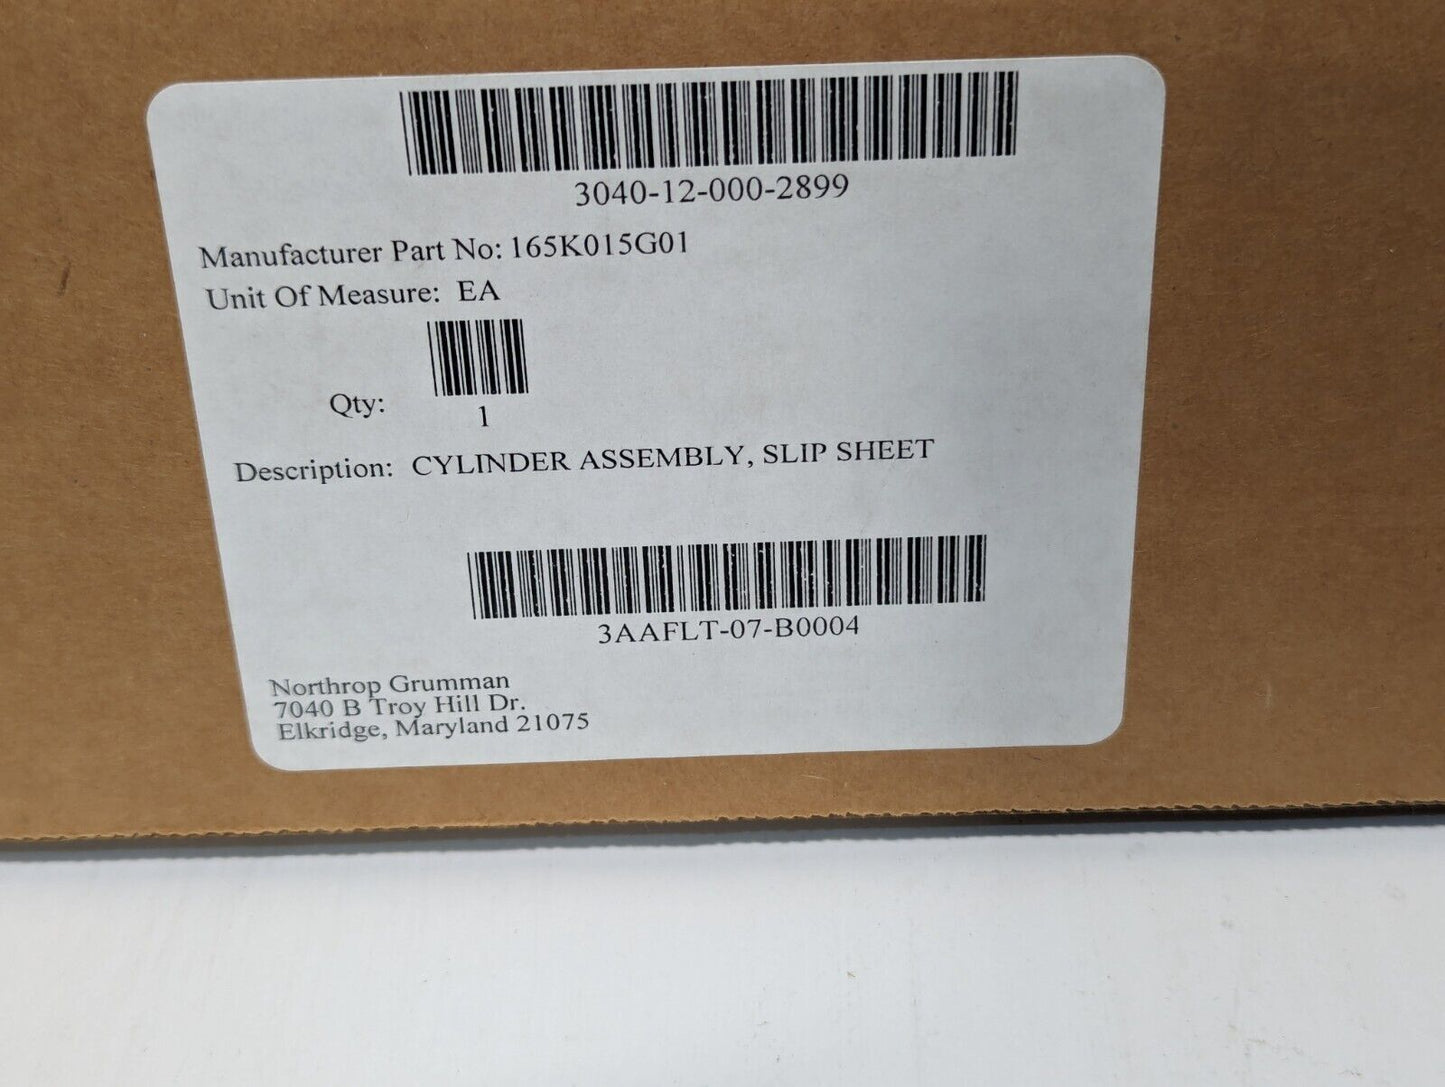 3040-12-000-2899
Manufacturer Part No: 165K015G01
Unit Of Measure: EA
Qty:
1
Description: CYLINDER ASSEMBLY, SLIP SHEET
3AAFLT-07-B0004
Northrop Grumman
7040 B Troy Hill Dr.
Elkridge, Maryland 21075